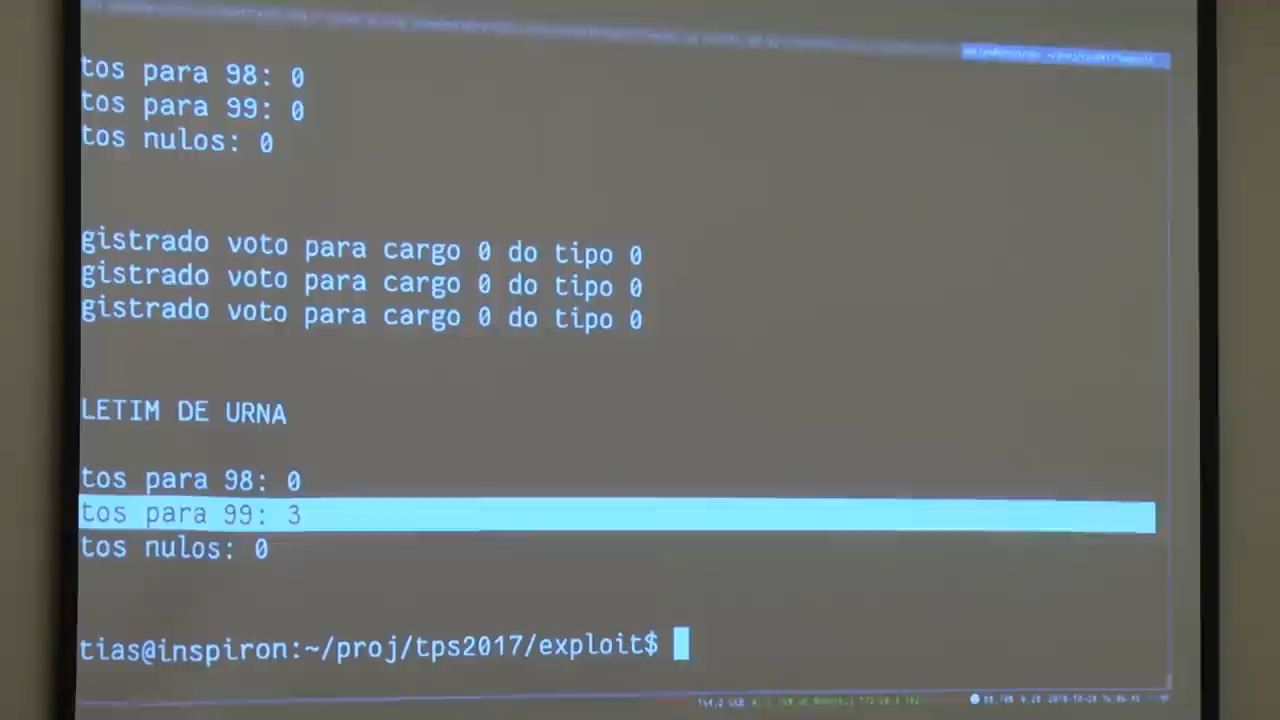 tos para 98: 0
tos para 99: 0
tos nulos: 0
gistrado voto para cargo 0 do tipo 0
gistrado voto para cargo 0 do tipo 0
gistrado voto para cargo 0 do tipo 0
LETIM DE URNA
tos para 98: 0
tos para 99: 3
tos nulos: 0
tias@inspiron:~/proj/tps2017/exploit$